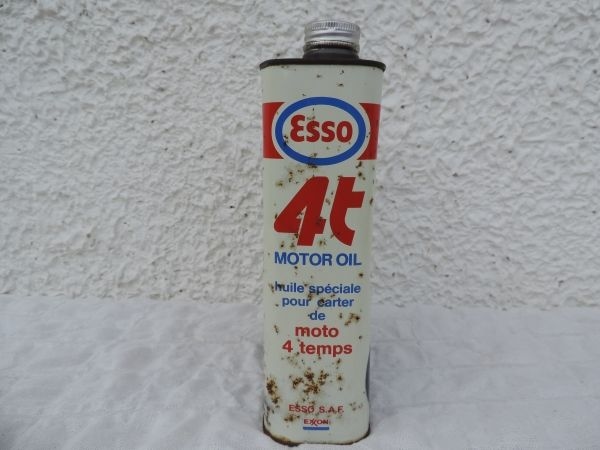 Esso
4t
MOTOR OIL
huile spéciale
pour carter
de
moto
4 temps
ESSO S.A.F.
EXXON